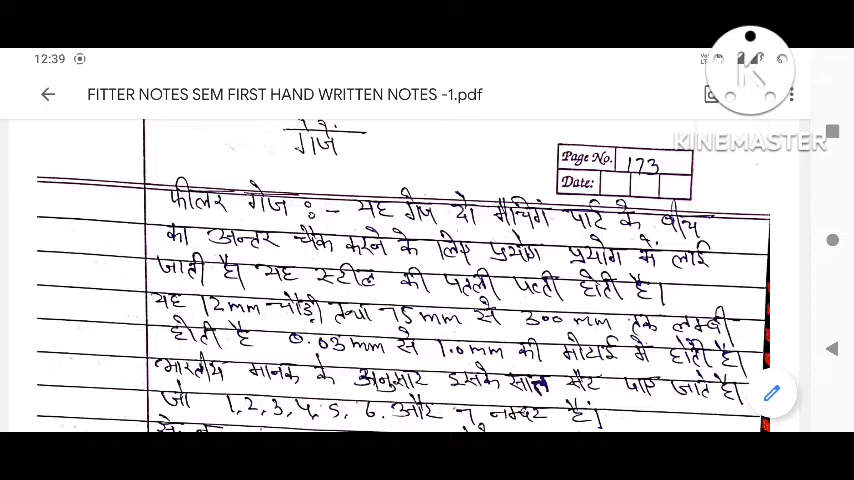 12:39
FITTER NOTES SEM FIRST HAND WRITTEN NOTES -1.pdf
KINEMASTER
गेज
Page No. 173
Date:
फीलर गेज :- यह गेज दो मैचिंग पार्ट के बीच
का अन्तर चैक करने के लिए प्रयोग प्रयोग में लाई
जाती है। यह स्टील की पतली पत्ती होती है।
यह 12mm चौड़ी तथा 75mm से 300mm तक लम्बी
होती है 0.03mm से 1.0mm की मोटाई में होती है।
भारतीय मानक के अनुसार इसके सात सैट पाए जाते है।
जो 1,2,3,4,5,6. और 7 नम्बर हैं।